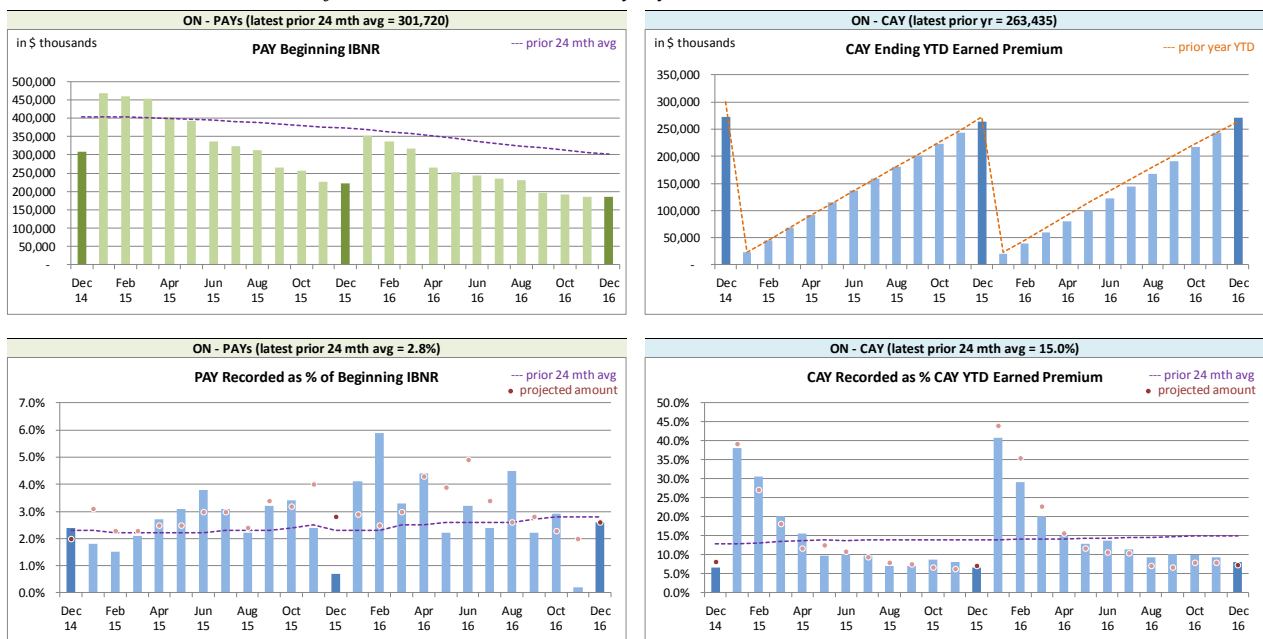 ON - PAYs (latest prior 24 mth avg = 301,720)
in $ thousands
PAY Beginning IBNR
--- prior 24 mth avg
500,000
450,000
400,000
350,000
300,000
250,000
200,000
150,000
100,000
50,000
-
Dec Feb Apr Jun Aug Oct Dec Feb Apr Jun Aug Oct Dec
14 15 15 15 15 15 15 16 16 16 16 16 16
ON - CAY (latest prior yr = 263,435)
in $ thousands
CAY Ending YTD Earned Premium
--- prior year YTD
350,000
300,000
250,000
200,000
150,000
100,000
50,000
-
Dec Feb Apr Jun Aug Oct Dec Feb Apr Jun Aug Oct Dec
14 15 15 15 15 15 15 16 16 16 16 16 16
ON - PAYs (latest prior 24 mth avg = 2.8%)
PAY Recorded as % of Beginning IBNR
--- prior 24 mth avg
• projected amount
7.0%
6.0%
5.0%
4.0%
3.0%
2.0%
1.0%
0.0%
Dec Feb Apr Jun Aug Oct Dec Feb Apr Jun Aug Oct Dec
14 15 15 15 15 15 15 16 16 16 16 16 16
ON - CAY (latest prior 24 mth avg = 15.0%)
CAY Recorded as % CAY YTD Earned Premium
--- prior 24 mth avg
• projected amount
50.0%
45.0%
40.0%
35.0%
30.0%
25.0%
20.0%
15.0%
10.0%
5.0%
0.0%
Dec Feb Apr Jun Aug Oct Dec Feb Apr Jun Aug Oct Dec
14 15 15 15 15 15 15 16 16 16 16 16 16